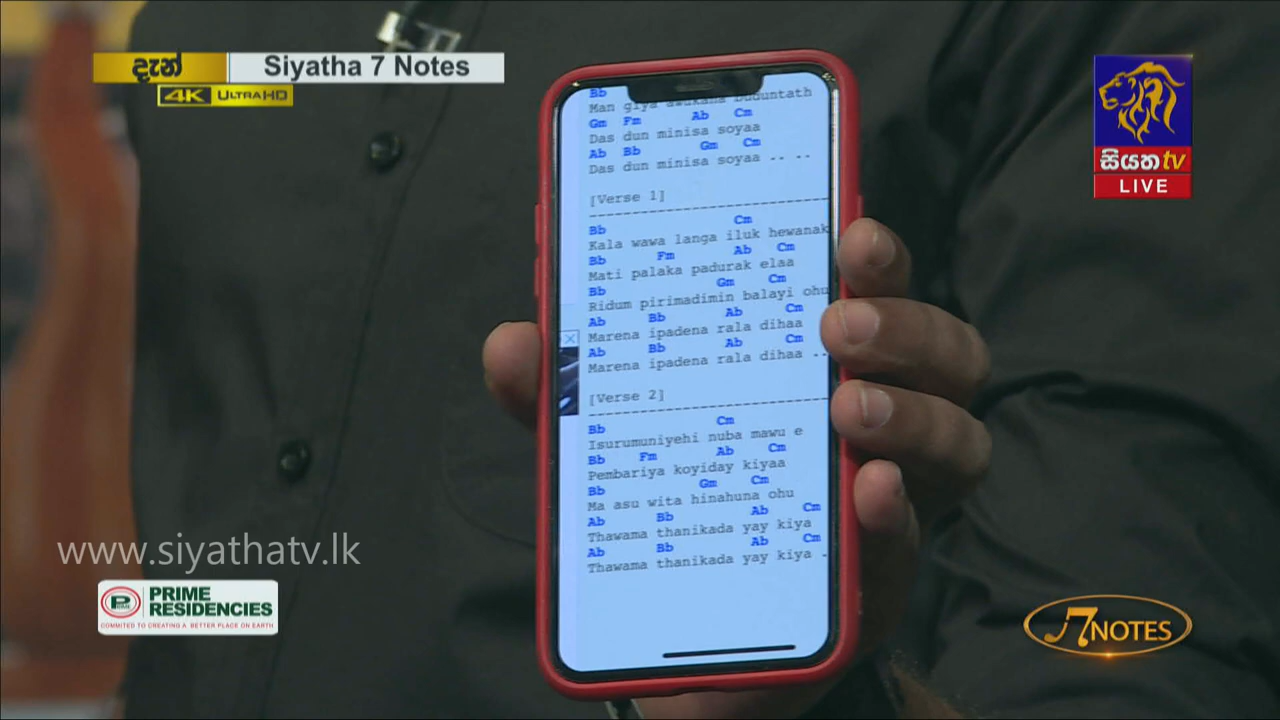 දැන් Siyatha 7 Notes
4K ULTRA HD
සියත tv
LIVE
Bb
Man giya awukana buduntath
Gm Fm Ab Cm
Das dun minisa soyaa
Ab Bb Gm Cm
Das dun minisa soyaa .. ..
[Verse 1]
Bb Cm
Kala wawa langa iluk hewanak
Bb Fm Ab Cm
Mati palaka padurak elaa
Bb Gm Cm
Ridum pirimadimin balayi ohu
Ab Bb Ab Cm
Marena ipadena rala dihaa
Ab Bb Ab Cm
Marena ipadena rala dihaa ..
[Verse 2]
Bb Cm
Isurumuniyehi nuba mawu e
Bb Fm Ab Cm
Pembariya koyiday kiyaa
Bb Gm Cm
Ma asu wita hinahuna ohu
Ab Bb Ab Cm
Thawama thanikada yay kiya
Ab Bb Ab Cm
Thawama thanikada yay kiya .
www.siyathatv.lk
PRIME
RESIDENCIES
COMMITED TO CREATING A BETTER PLACE ON EARTH
7NOTES